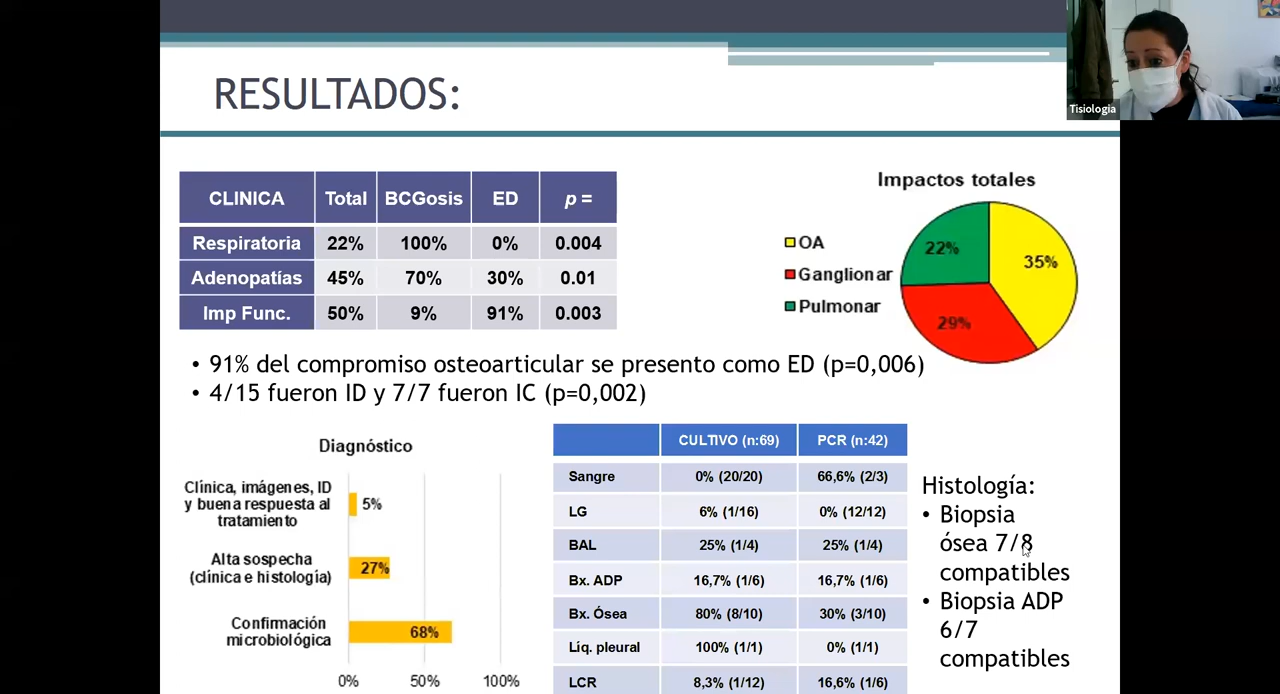 Tisiologia
RESULTADOS:
CLINICA Total BCGosis ED p =
Respiratoria 22% 100% 0% 0.004
Adenopatías 45% 70% 30% 0.01
Imp Func. 50% 9% 91% 0.003
Impactos totales
OA
Ganglionar
Pulmonar
22%
35%
29%
• 91% del compromiso osteoarticular se presento como ED (p=0,006)
• 4/15 fueron ID y 7/7 fueron IC (p=0,002)
Diagnóstico
Clínica, imágenes, ID
y buena respuesta al
tratamiento
5%
Alta sospecha
(clínica e histología)
27%
Confirmación
microbiológica
68%
0% 50% 100%
CULTIVO (n:69) PCR (n:42)
Sangre 0% (20/20) 66,6% (2/3)
LG 6% (1/16) 0% (12/12)
BAL 25% (1/4) 25% (1/4)
Bx. ADP 16,7% (1/6) 16,7% (1/6)
Bx. Ósea 80% (8/10) 30% (3/10)
Líq. pleural 100% (1/1) 0% (1/1)
LCR 8,3% (1/12) 16,6% (1/6)
Histología:
• Biopsia
ósea 7/8
compatibles
• Biopsia ADP
6/7
compatibles